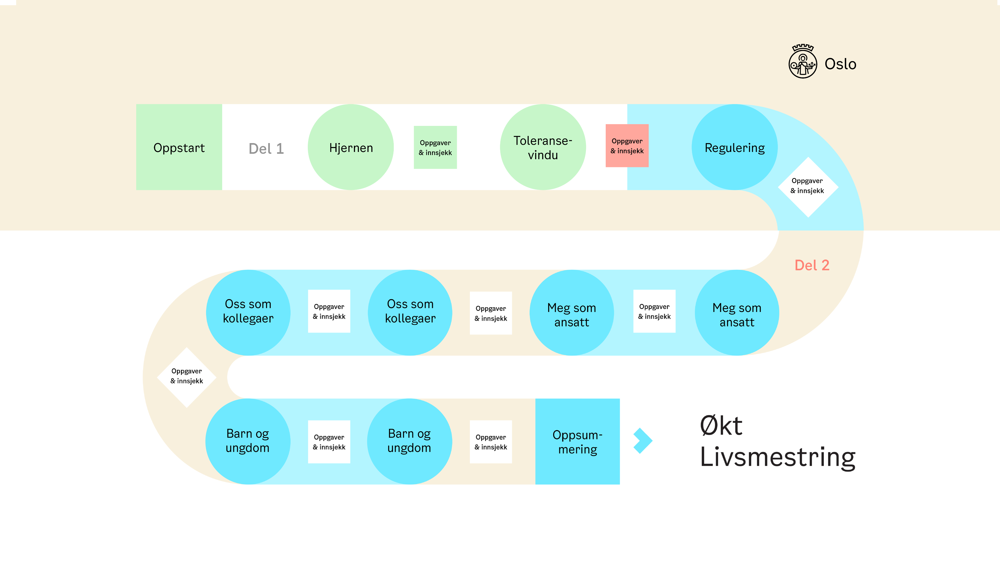 Oslo
Oppstart
Del 1
Hjernen
Oppgaver
& innsjekk
Toleranse-
vindu
Oppgaver
& innsjekk
Regulering
Oppgaver
& innsjekk
Del 2
Meg som
ansatt
Oppgaver
& innsjekk
Meg som
ansatt
Oppgaver
& innsjekk
Oss som
kollegaer
Oppgaver
& innsjekk
Oss som
kollegaer
Oppgaver
& innsjekk
Barn og
ungdom
Oppgaver
& innsjekk
Barn og
ungdom
Oppgaver
& innsjekk
Oppsum-
mering
Økt
Livsmestring